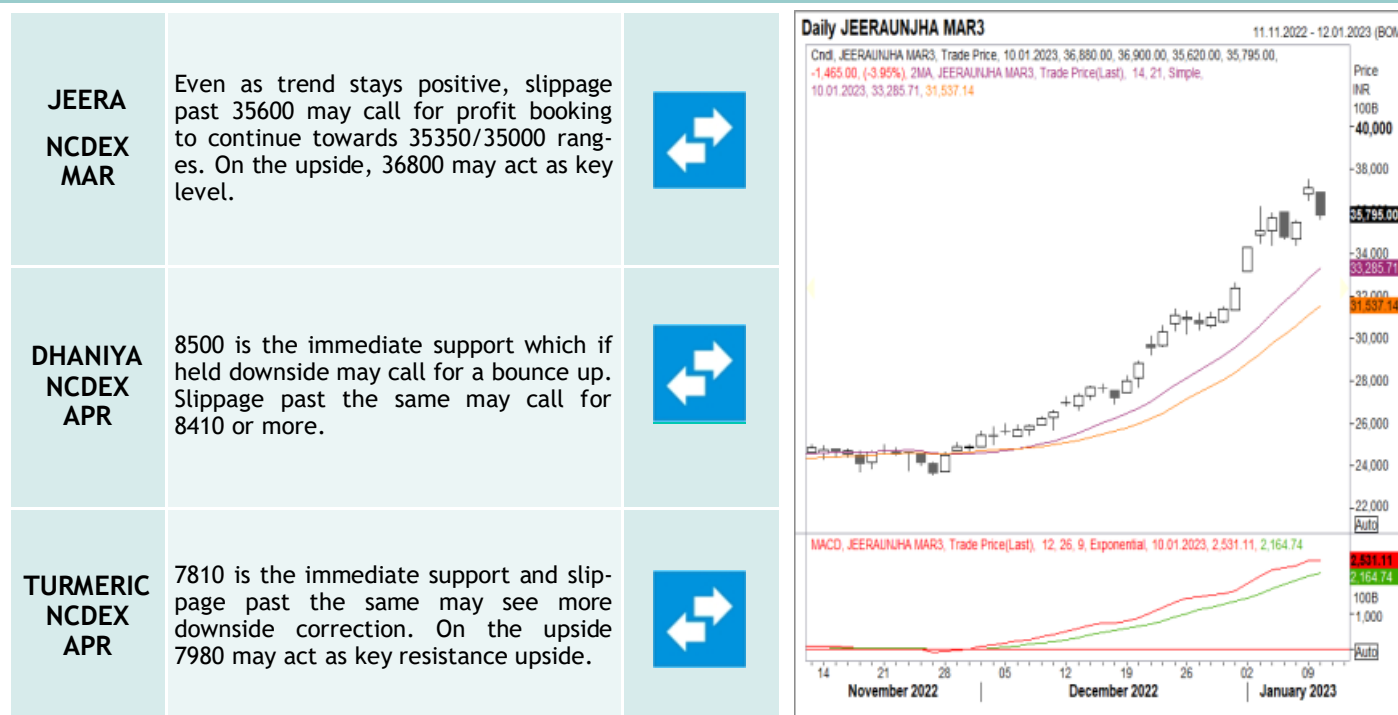 JEERA
NCDEX
MAR
Even as trend stays positive, slippage
past 35600 may call for profit booking
to continue towards 35350/35000 rang-
es. On the upside, 36800 may act as key
level.
DHANIYA
NCDEX
APR
8500 is the immediate support which if
held downside may call for a bounce up.
Slippage past the same may call for
8410 or more.
TURMERIC
NCDEX
APR
7810 is the immediate support and slip-
page past the same may see more
downside correction. On the upside
7980 may act as key resistance upside.
Daily JEERAUNJHA MAR3
11.11.2022 - 12.01.2023 (BOM
Cndl, JEERAUNJHA MAR3, Trade Price, 10.01.2023, 36,880.00, 36,900.00, 35,620.00, 35,795.00,
-1,465.00, (-3.95%), 2MA, JEERAUNJHA MAR3, Trade Price(Last), 14, 21, Simple,
10.01.2023, 33,285.71, 31,537.14
Price
INR
100B
40,000
38,000
35,795.00
34,000
33,285.71
32,000
31,537.14
30,000
28,000
26,000
24,000
22,000
Auto
MACD, JEERAUNJHA MAR3, Trade Price(Last), 12, 26, 9, Exponential, 10.01.2023, 2,531.11, 2,164.74
2,531.11
2,164.74
100B
1,000
Auto
14 21 28 05 12 19 26 02 09
November 2022 December 2022 January 2023